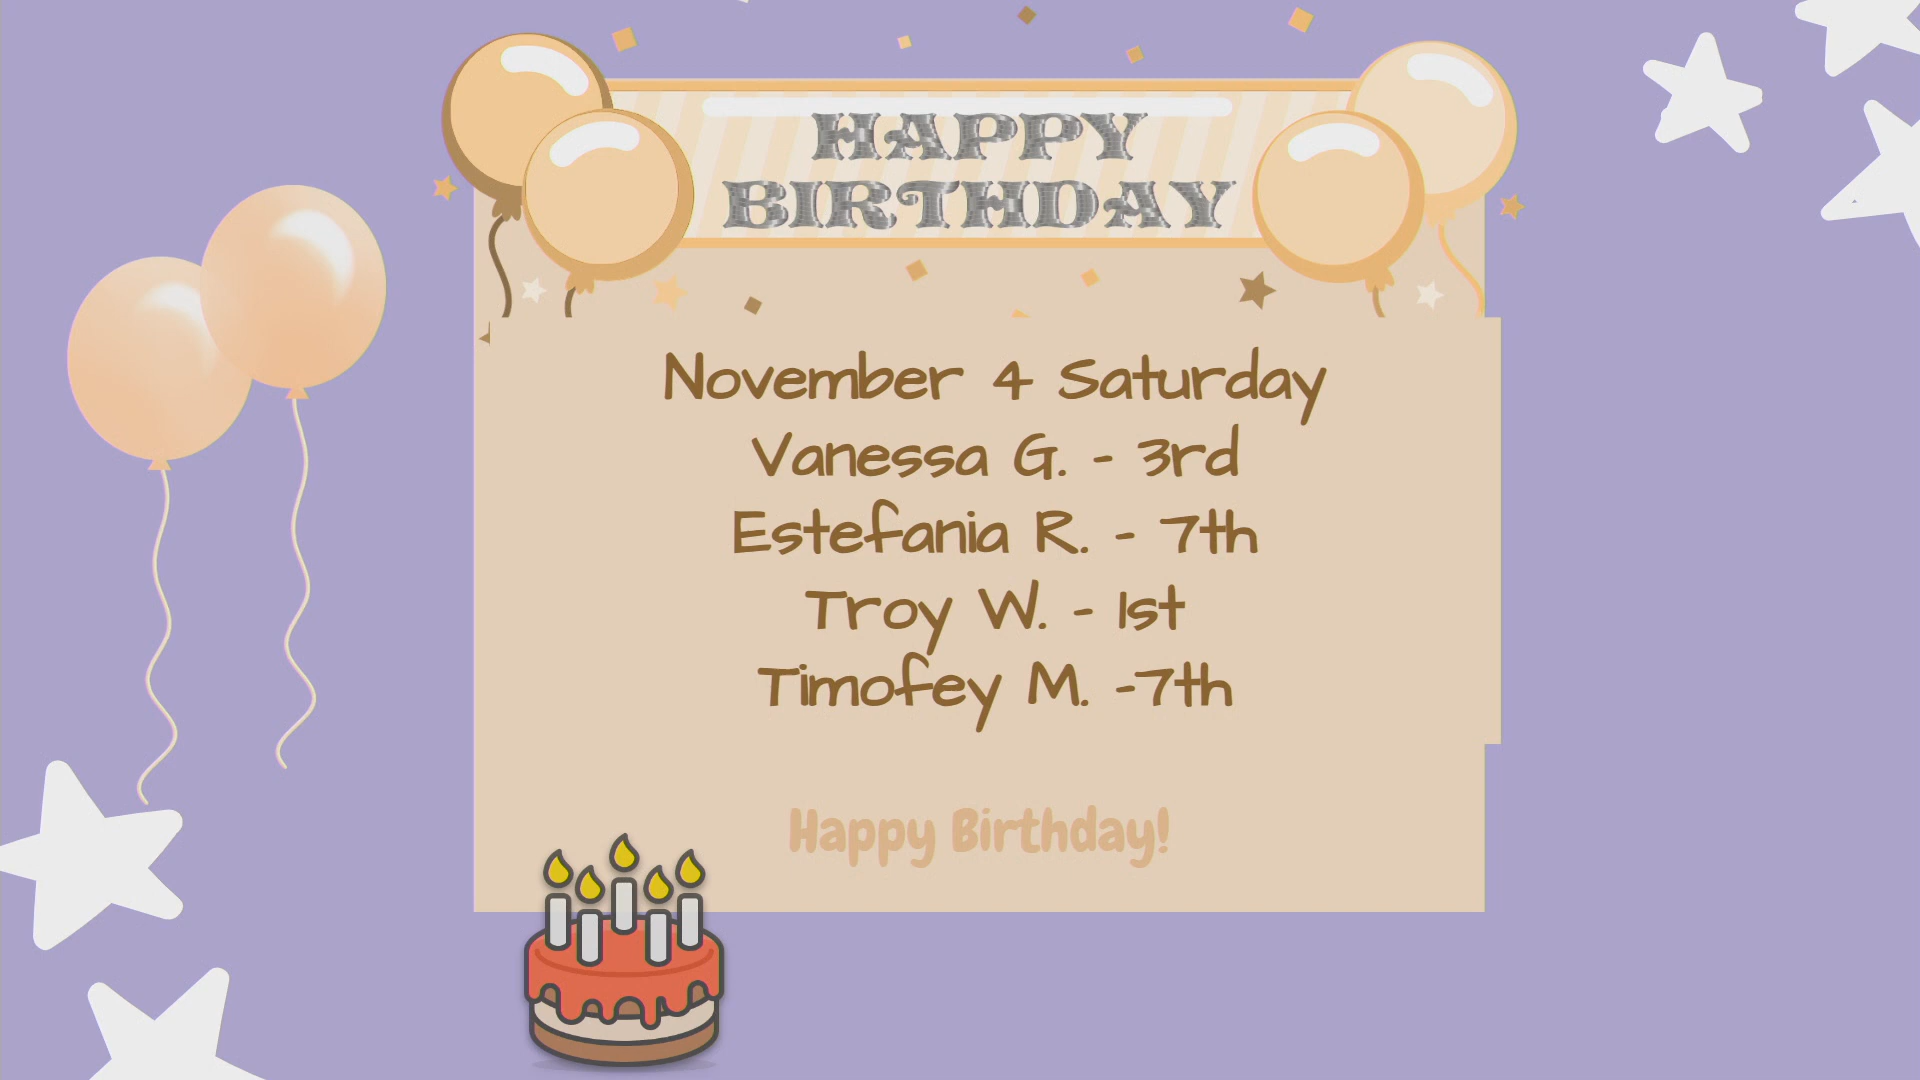 HAPPY
BIRTHDAY
November 4 Saturday
Vanessa G. - 3rd
Estefania R. - 7th
Troy W. - 1st
Timofey M. -7th
Happy Birthday!